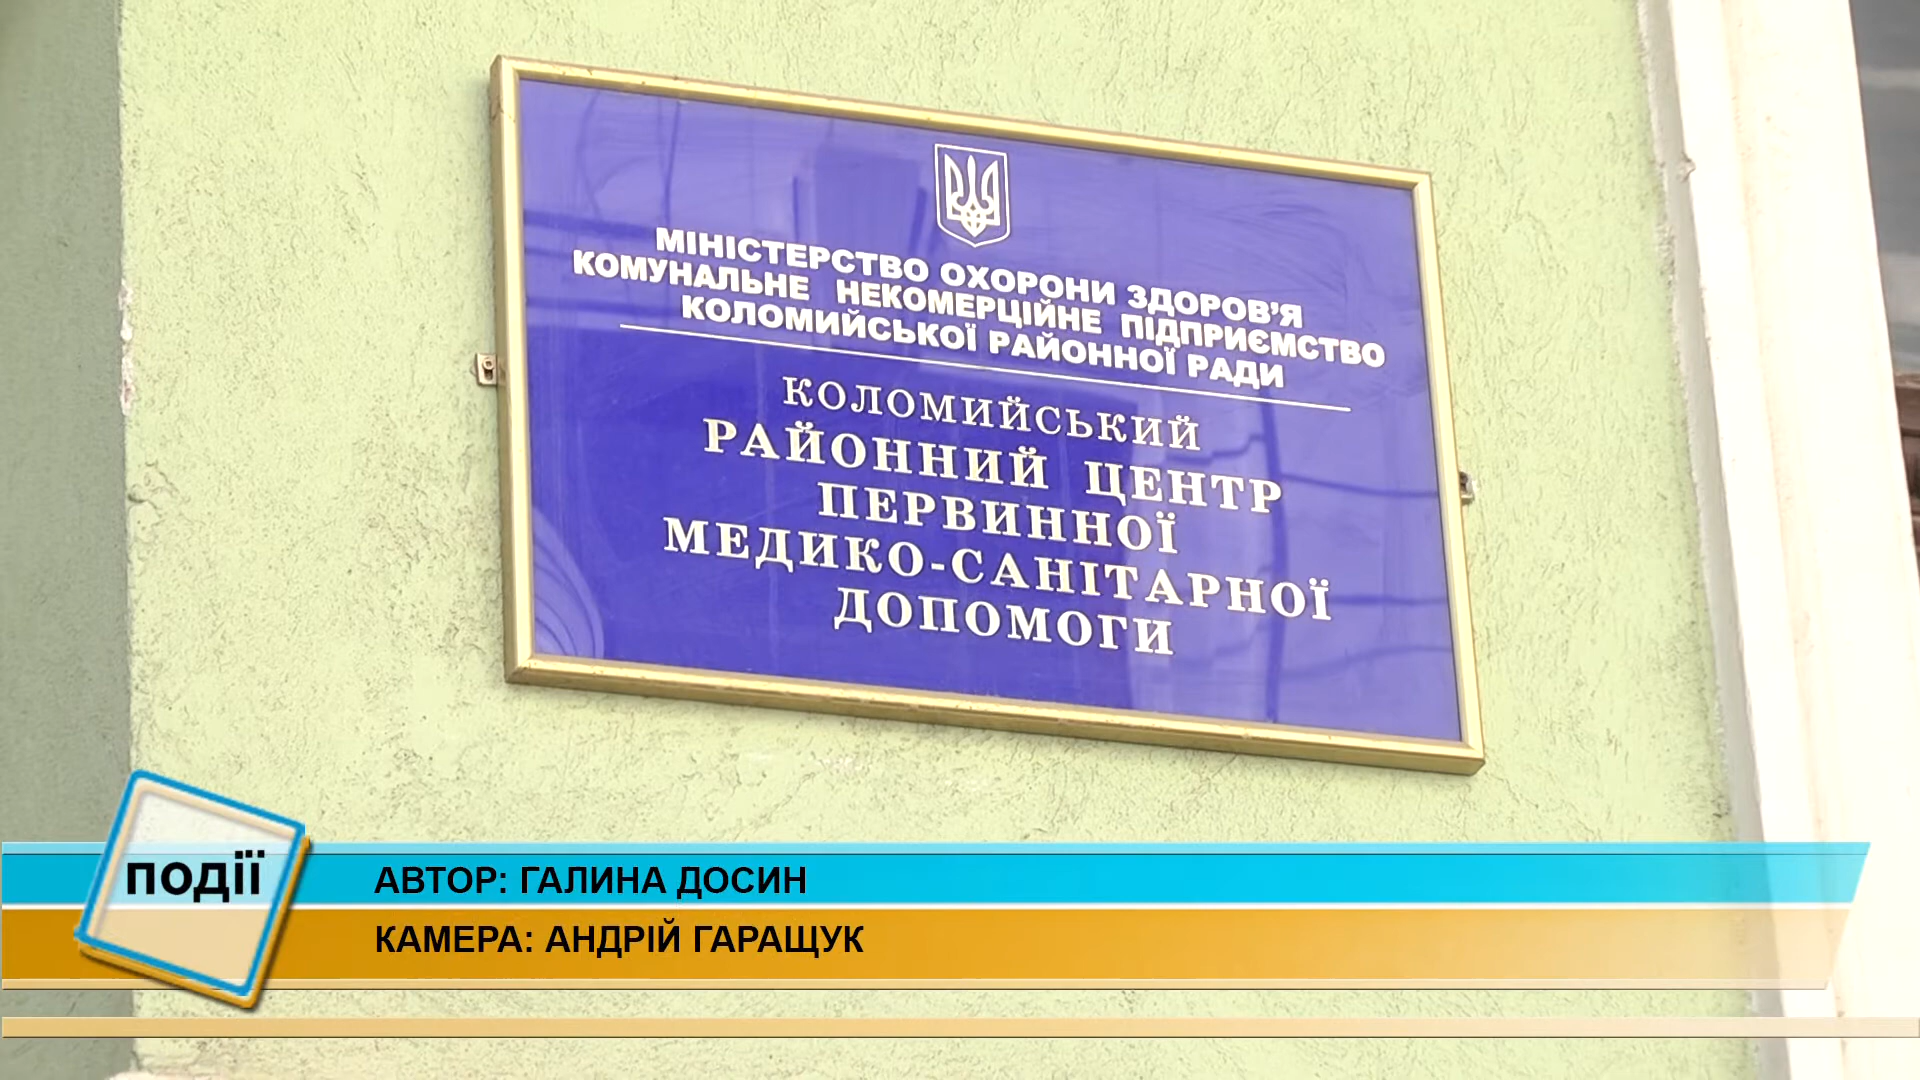 МІНІСТЕРСТВО ОХОРОНИ ЗДОРОВ'Я
КОМУНАЛЬНЕ НЕКОМЕРЦІЙНЕ ПІДПРИЄМСТВО
КОЛОМИЙСЬКОЇ РАЙОННОЇ РАДИ
КОЛОМИЙСЬКИЙ
РАЙОННИЙ ЦЕНТР
ПЕРВИННОЇ
МЕДИКО-САНІТАРНОЇ
ДОПОМОГИ
події
АВТОР: ГАЛИНА ДОСИН
КАМЕРА: АНДРІЙ ГАРАЩУК